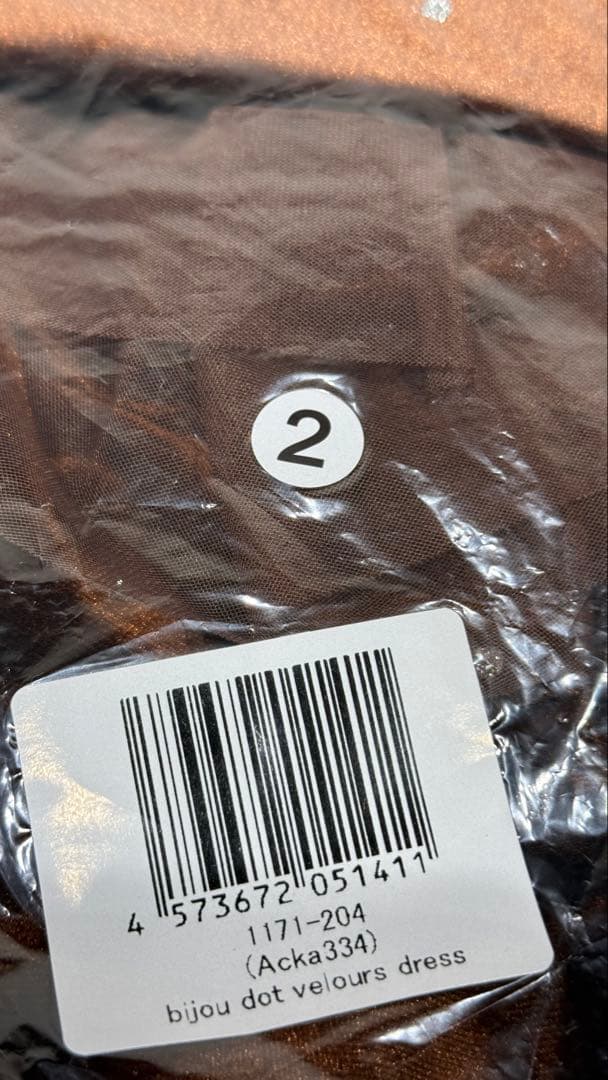 2
4 573672 051411
1171-204
(Acka334)
bijou dot velours dress